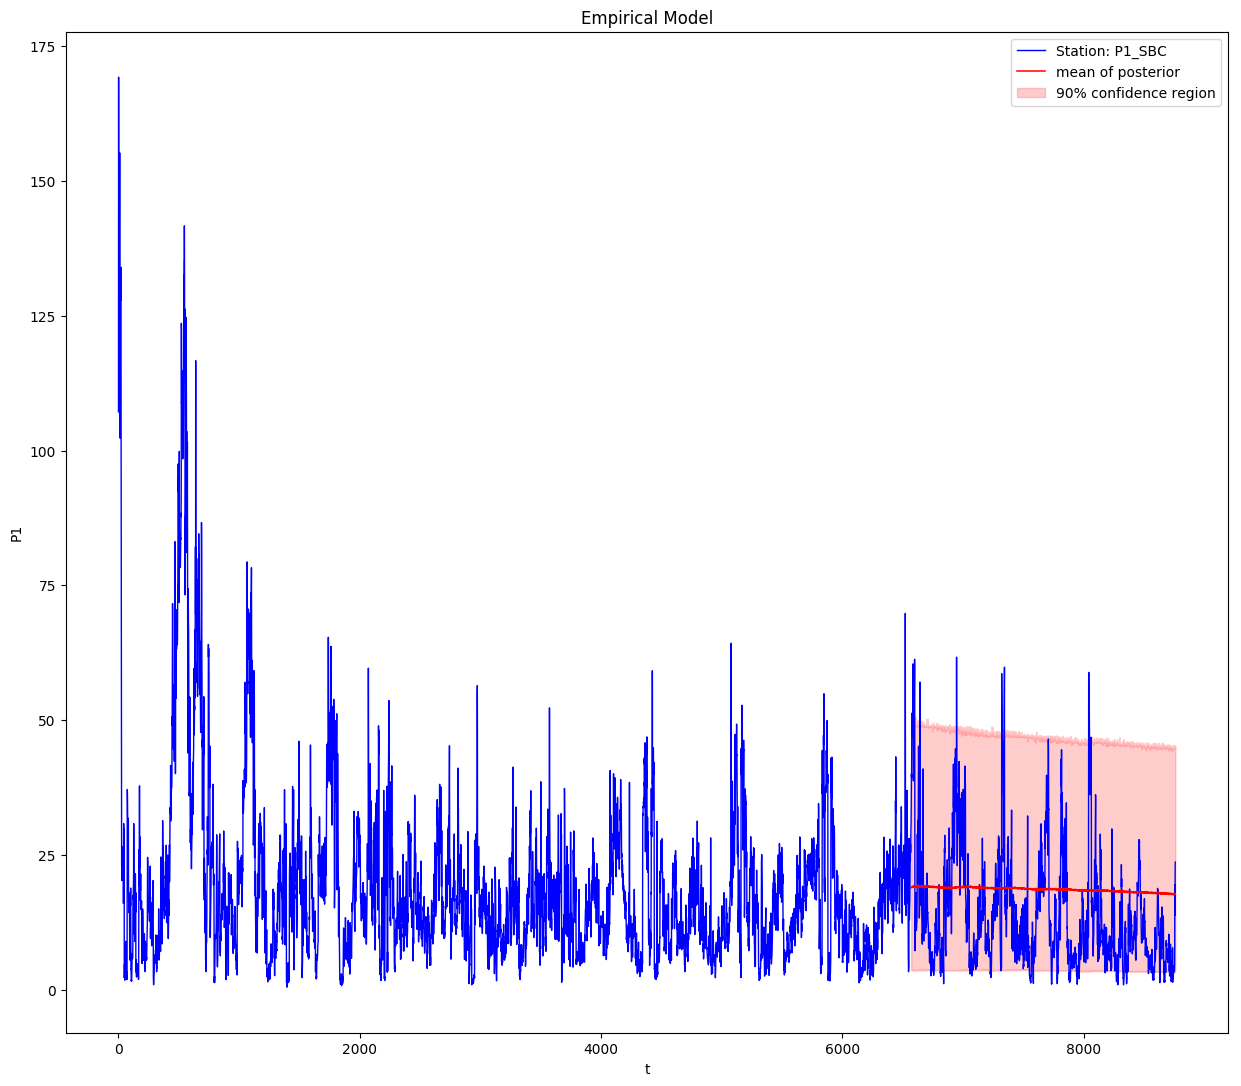 Empirical Model
Station: P1_SBC
mean of posterior
90% confidence region
175
150
125
100
75
50
25
0
P1
0
2000
4000
6000
8000
t